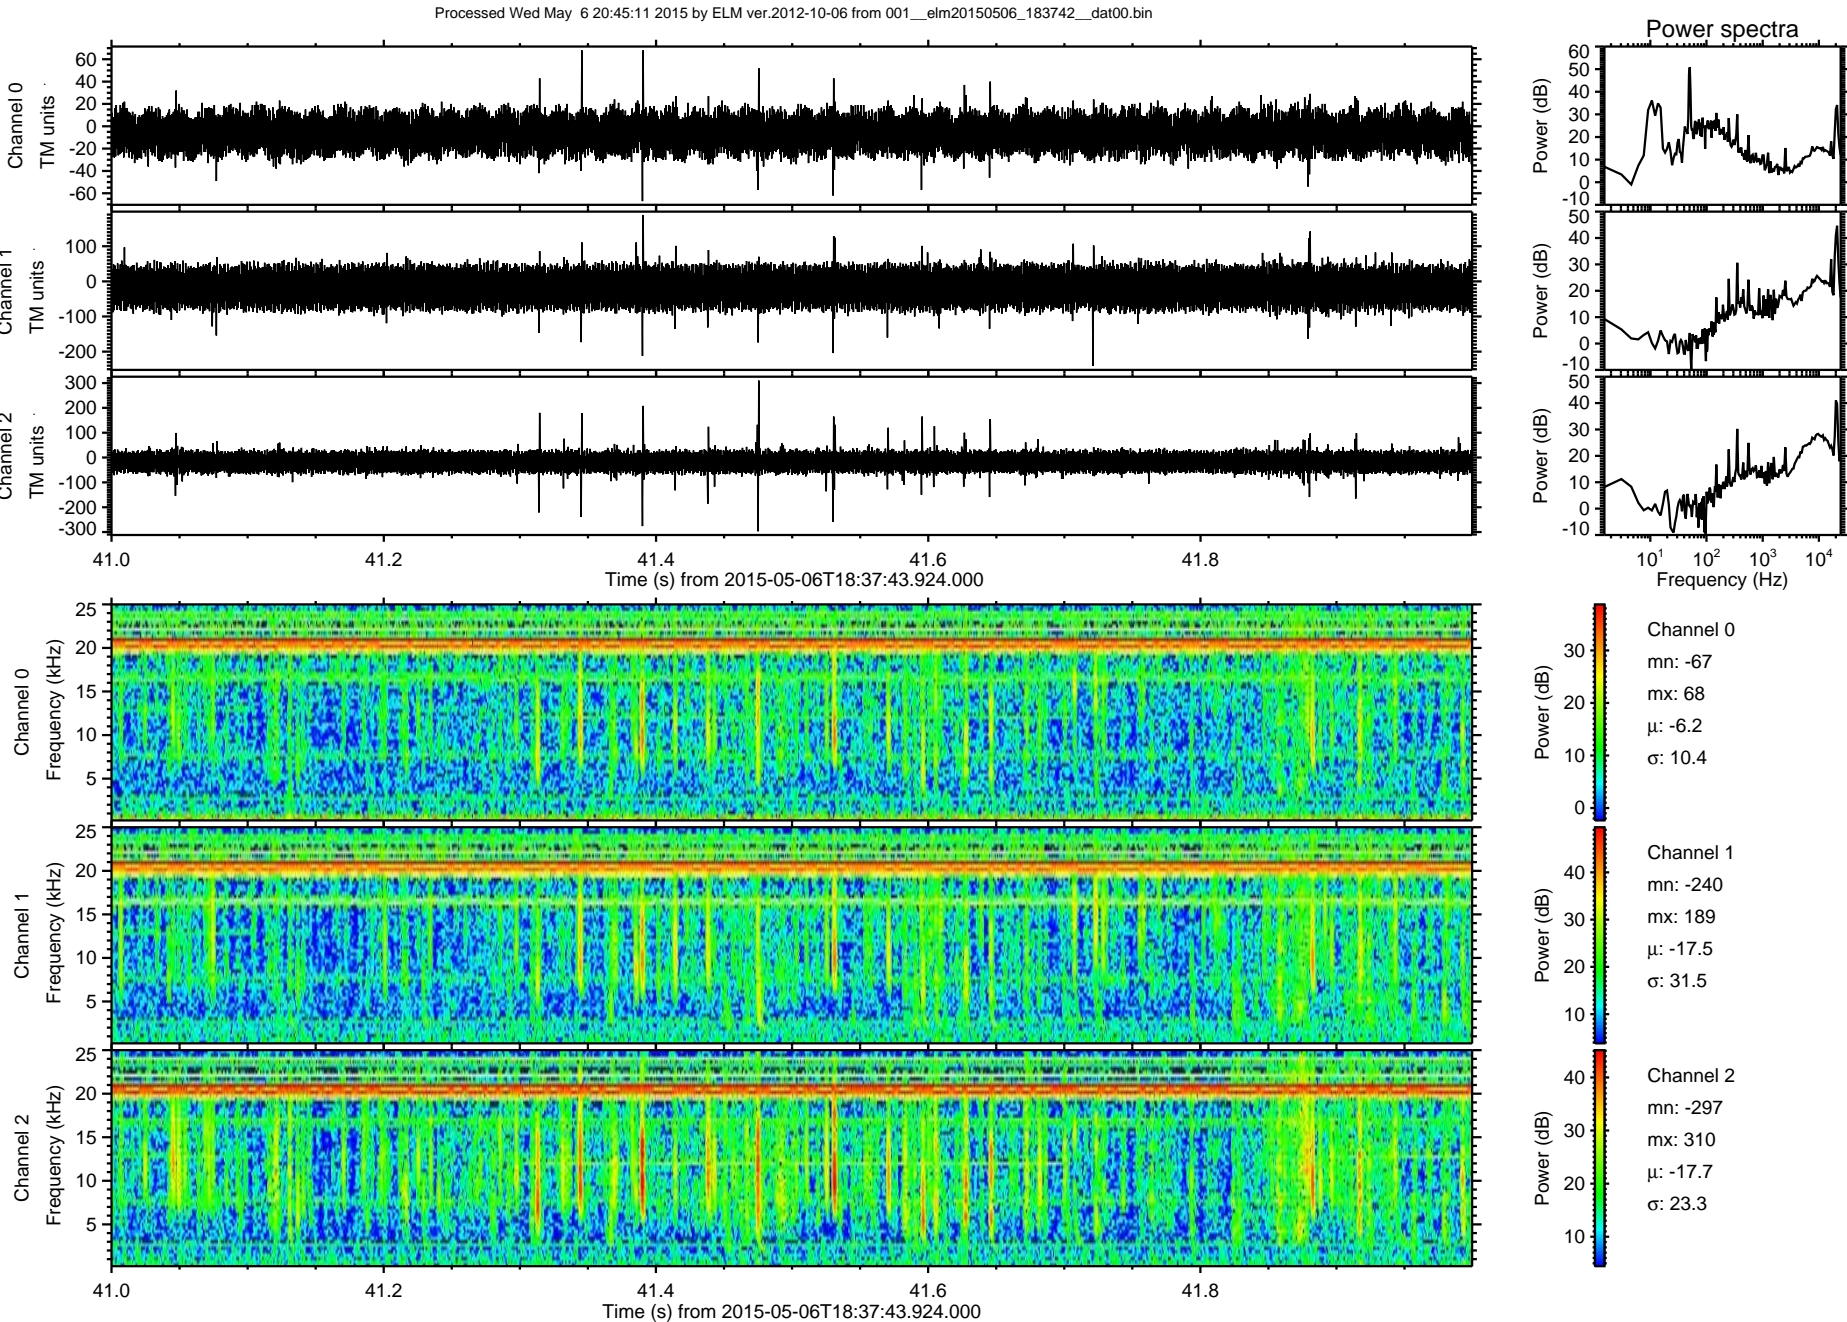 Processed Wed May  6 20:45:11 2015 by ELM ver.2012-10-06 from 001__elm20150506_183742__dat00.bin
Power spectra
Channel 0
TM units
60
40
20
0
-20
-40
-60
Power (dB)
60
50
40
30
20
10
0
-10
Channel 1
TM units
100
0
-100
-200
Power (dB)
50
40
30
20
10
0
-10
Channel 2
TM units
300
200
100
0
-100
-200
-300
Power (dB)
50
40
30
20
10
0
-10
41.0 41.2 41.4 41.6 41.8
Time (s) from 2015-05-06T18:37:43.924.000
10¹ 10² 10³ 10⁴
Frequency (Hz)
Channel 0
Frequency (kHz)
25
20
15
10
5
Power (dB)
30
20
10
0
Channel 0
mn: -67
mx: 68
μ: -6.2
σ: 10.4
Channel 1
Frequency (kHz)
25
20
15
10
5
Power (dB)
40
30
20
10
Channel 1
mn: -240
mx: 189
μ: -17.5
σ: 31.5
Channel 2
Frequency (kHz)
25
20
15
10
5
Power (dB)
40
30
20
10
Channel 2
mn: -297
mx: 310
μ: -17.7
σ: 23.3
41.0 41.2 41.4 41.6 41.8
Time (s) from 2015-05-06T18:37:43.924.000